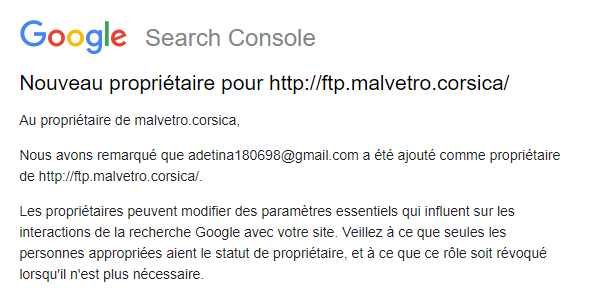 Google Search Console
Nouveau propriétaire pour http://ftp.malvetro.corsica/
Au propriétaire de malvetro.corsica,
Nous avons remarqué que adetina180698@gmail.com a été ajouté comme propriétaire
de http://ftp.malvetro.corsica/.
Les propriétaires peuvent modifier des paramètres essentiels qui influent sur les
interactions de la recherche Google avec votre site. Veillez à ce que seules les
personnes appropriées aient le statut de propriétaire, et à ce que ce rôle soit révoqué
lorsqu'il n'est plus nécessaire.